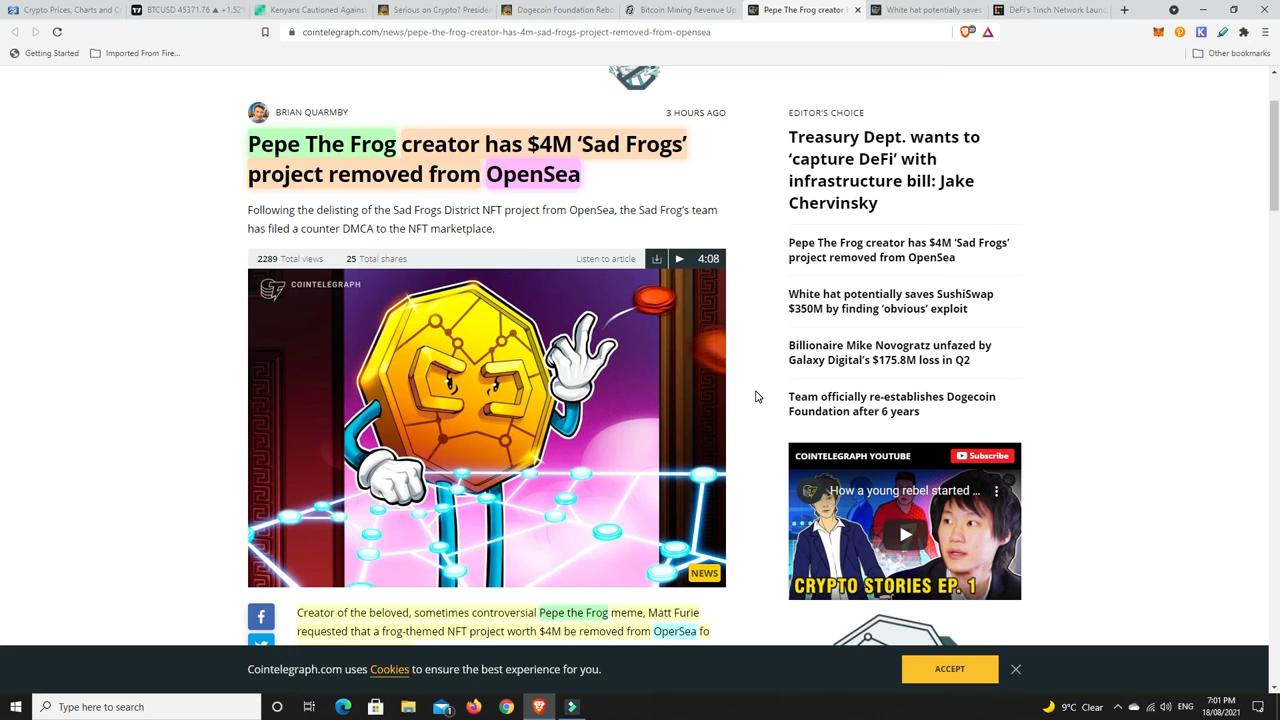 Crypto Prices, Charts and Cr
BTCUSD 45371.76 ▲ +1.52%
Kenyans Cautioned Against
Serious on Crypto? Presiden
Dogecoin Foundation Rebo
Bitcoin Mining Revenue Up
Pepe The Frog creator h
White hat potentially saves
DeFi's 1inch Network Launc
cointelegraph.com/news/pepe-the-frog-creator-has-4m-sad-frogs-project-removed-from-opensea
Getting Started
Imported From Fire...
Other bookmarks
BRIAN QUARMBY
3 HOURS AGO
Pepe The Frog creator has $4M ‘Sad Frogs’
project removed from OpenSea
Following the delisting of the Sad Frogs District NFT project from OpenSea, the Sad Frog's team
has filed a counter DMCA to the NFT marketplace.
2289 Total views
25 Total shares
Listen to article
4:08
COINTELEGRAPH
NEWS
Creator of the beloved, sometimes controversial Pepe the Frog meme, Matt Furie
requested that a frog-themed NFT project worth $4M be removed from OperSea fo
EDITOR'S CHOICE
Treasury Dept. wants to
‘capture DeFi’ with
infrastructure bill: Jake
Chervinsky
Pepe The Frog creator has $4M ‘Sad Frogs’
project removed from OpenSea
White hat potentially saves SushiSwap
$350M by finding ‘obvious’ exploit
Billionaire Mike Novogratz unfazed by
Galaxy Digital's $175.8M loss in Q2
Team officially re-establishes Dogecoin
Foundation after 6 years
COINTELEGRAPH YOUTUBE
Subscribe
How a young rebel started ...
CRYPTO STORIES EP. 1
Cointelegraph.com uses Cookies to ensure the best experience for you.
ACCEPT
Type here to search
9°C Clear
ENG
7:01 PM
18/08/2021